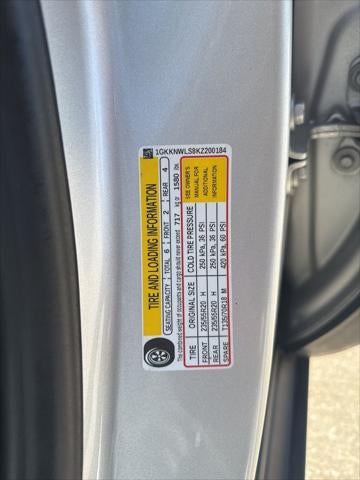 1GKKNWLS8KZ200184
TIRE AND LOADING INFORMATION
SEATING CAPACITY TOTAL 6 FRONT 2 REAR 4
The combined weight of occupants and cargo should never exceed 717 kg or 1580 lbs
TIRE ORIGINAL SIZE COLD TIRE PRESSURE
FRONT 235/55R20 H 250 kPa, 36 PSI
REAR 235/55R20 H 250 kPa, 36 PSI
SPARE T135/70R18 M 420 kPa, 60 PSI
SEE OWNER'S
MANUAL FOR
ADDITIONAL
INFORMATION